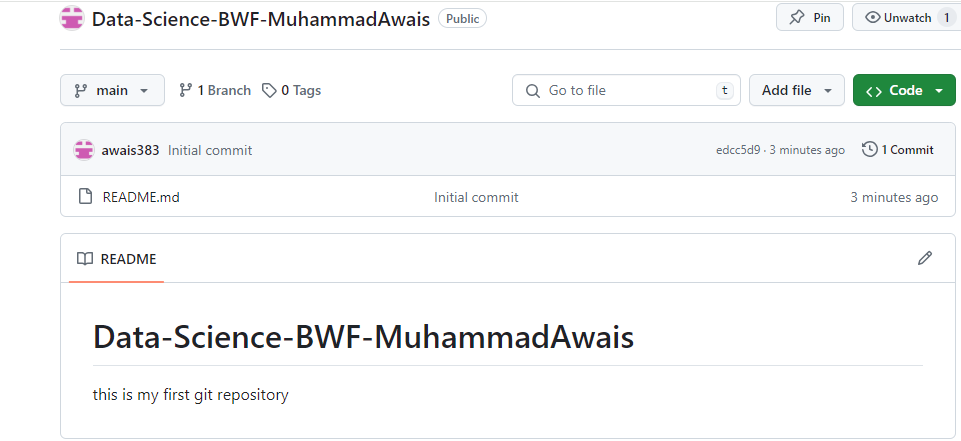 Data-Science-BWF-MuhammadAwais Public Pin Unwatch 1
main 1 Branch 0 Tags Go to file t Add file Code
awais383 Initial commit edcc5d9 · 3 minutes ago 1 Commit
README.md Initial commit 3 minutes ago
README
Data-Science-BWF-MuhammadAwais
this is my first git repository